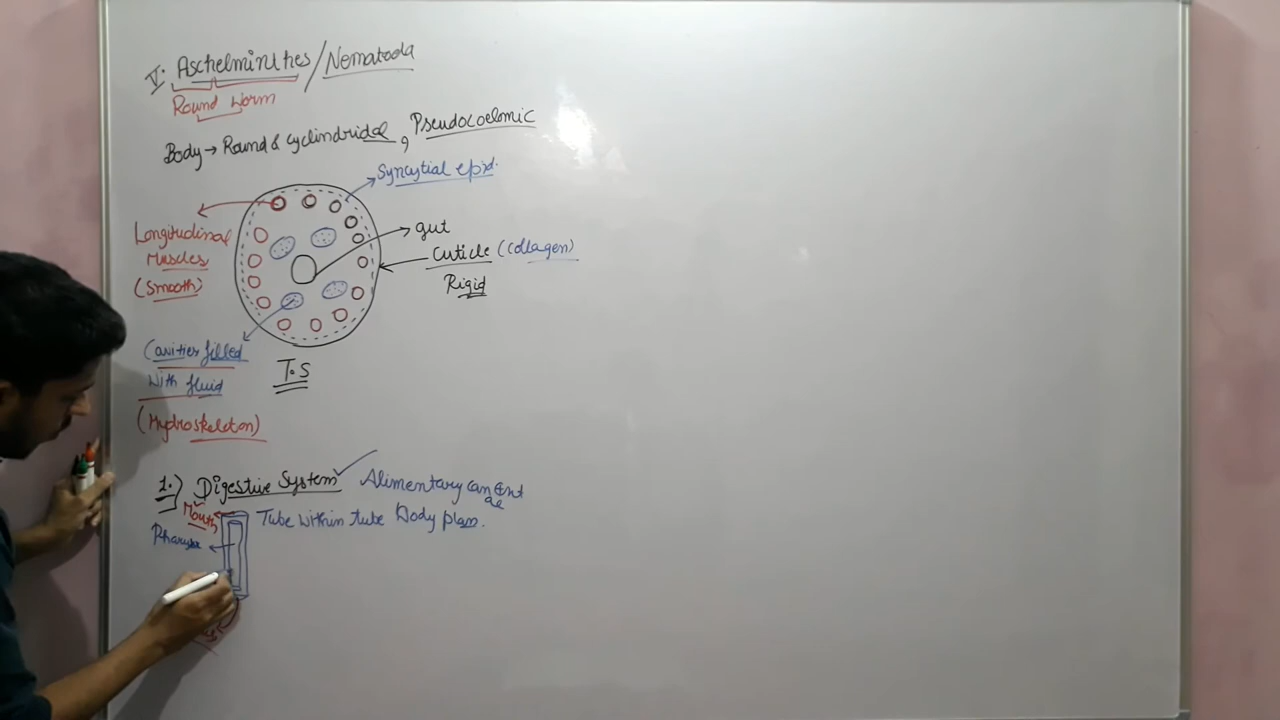 V: Aschelminthes / Nematoda
Round Worm
Body → Round & cyclindridal, Pseudocoelomic
Syncytial epid.
gut
Longitudinal
Muscles
(Smooth)
Cuticle (collagen)
Rigid
Cavities filled
with fluid
(Hydroskeleton)
T.S
1.) Digestive System
Alimentary canal
Mouth
Tube within tube Body plan.
Pharynx